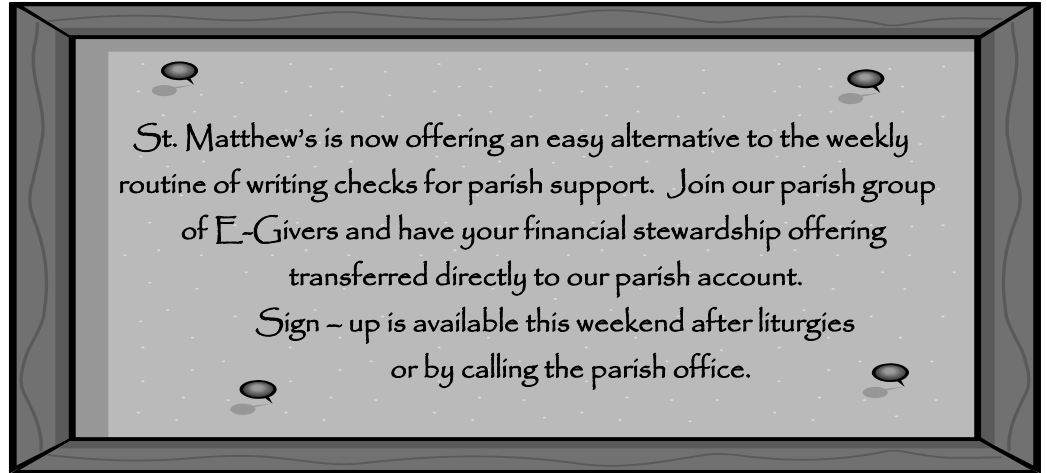 St. Matthew's is now offering an easy alternative to the weekly
routine of writing checks for parish support.  Join our parish group
of E-Givers and have your financial stewardship offering
transferred directly to our parish account.
Sign – up is available this weekend after liturgies
or by calling the parish office.